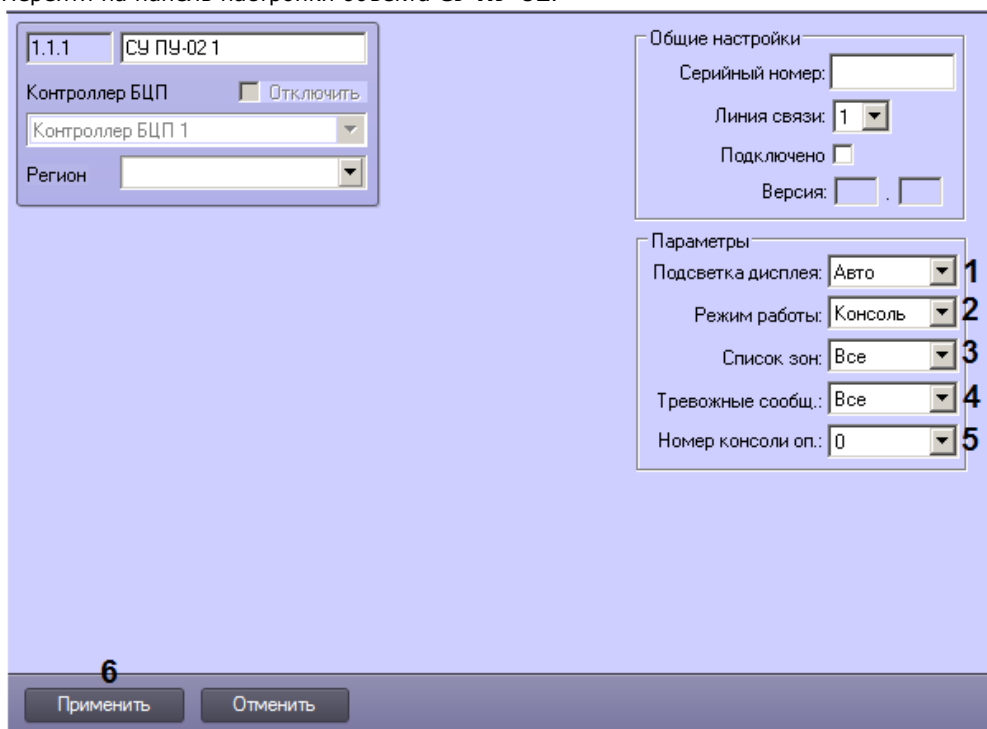 Перейти на панель настройки объекта СУ ПУ-02.
1.1.1 СУ ПУ-02 1
Контроллер БЦП Отключить
Контроллер БЦП 1
Регион
Общие настройки
Серийный номер:
Линия связи: 1
Подключено
Версия: .
Параметры
Подсветка дисплея: Авто 1
Режим работы: Консоль 2
Список зон: Все 3
Тревожные сообщ.: Все 4
Номер консоли оп.: 0 5
6
Применить Отменить